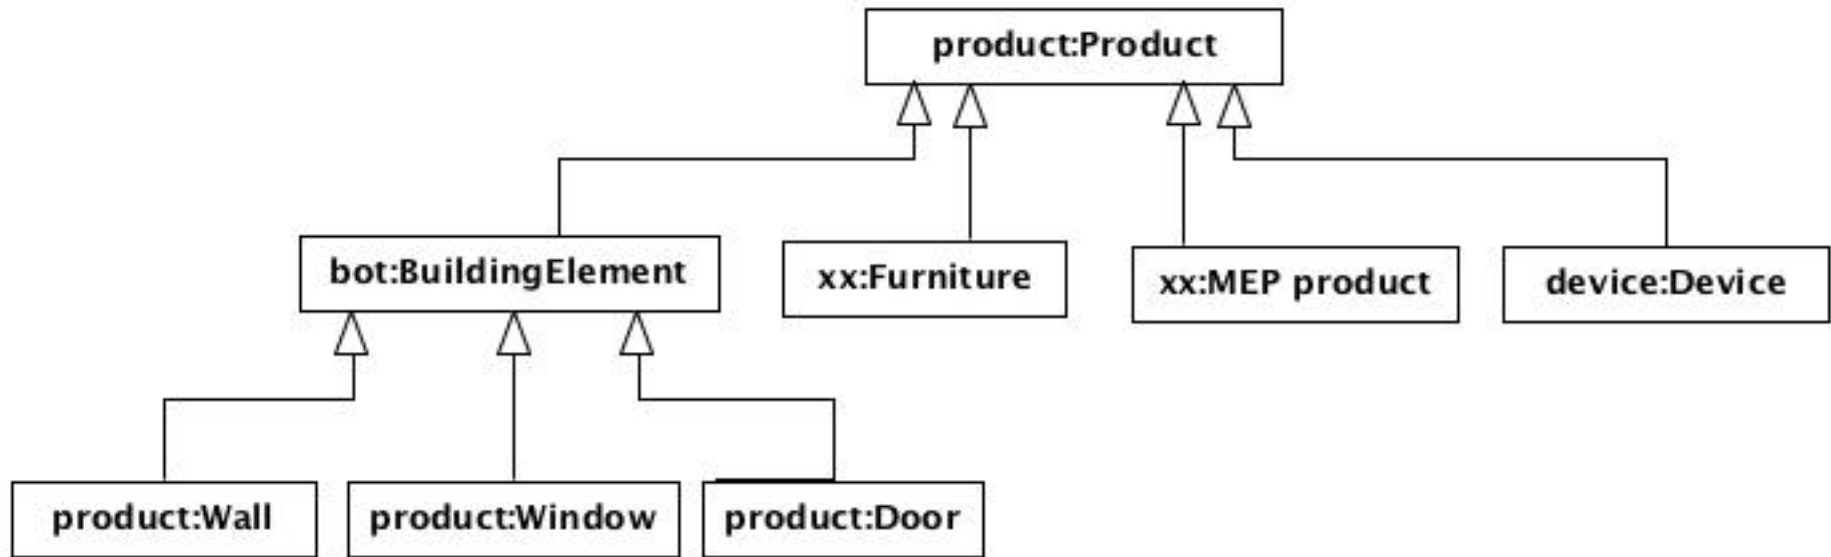 product:Product
bot:BuildingElement
xx:Furniture
xx:MEP product
device:Device
product:Wall
product:Window
product:Door